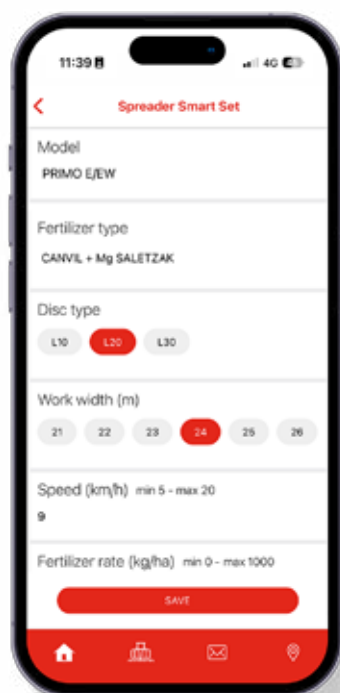 11:39
4G
Spreader Smart Set
Model
PRIMO E/EW
Fertilizer type
CANVIL + Mg SALETZAK
Disc type
L10 L20 L30
Work width (m)
21 22 23 24 25 26
Speed (km/h) min 5 - max 20
9
Fertilizer rate (kg/ha) min 0 - max 1000
SAVE